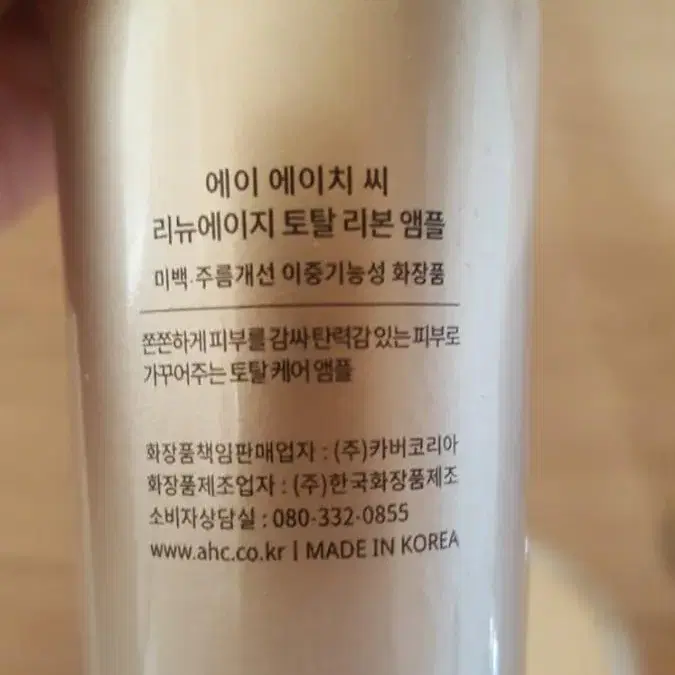 에이 에이치 씨
리뉴에이지 토탈 리본 앰플
미백·주름개선 이중기능성 화장품
쫀쫀하게 피부를 감싸 탄력감 있는 피부로
가꾸어주는 토탈 케어 앰플
화장품책임판매업자 : (주)카버코리아
화장품제조업자 : (주)한국화장품제조
소비자상담실 : 080-332-0855
www.ahc.co.kr | MADE IN KOREA